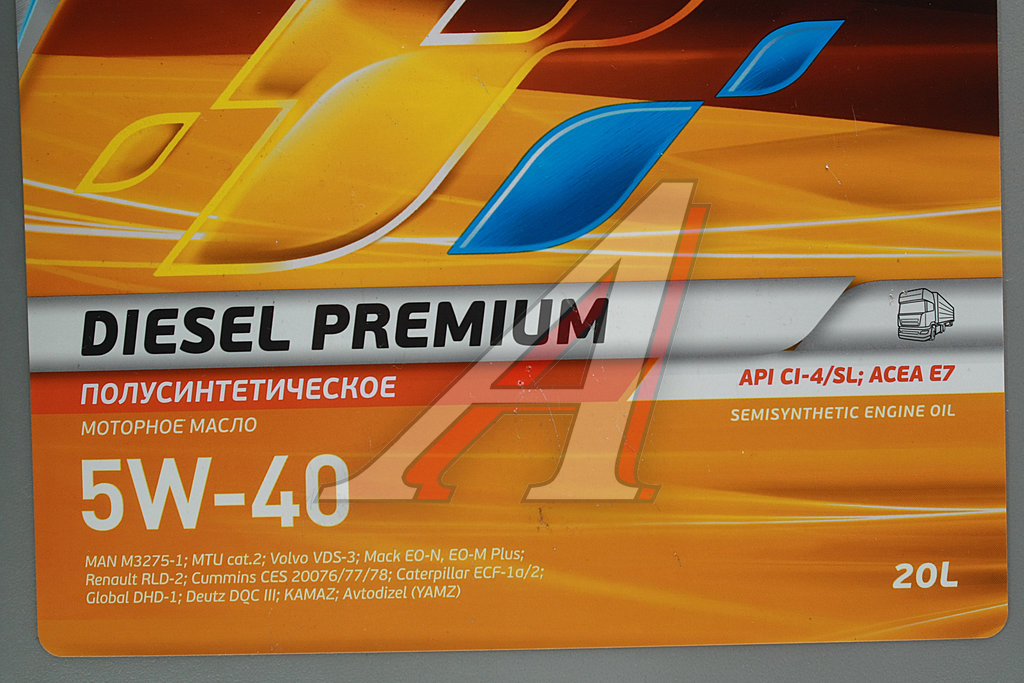 DIESEL PREMIUM
ПОЛУСИНТЕТИЧЕСКОЕ
API CI-4/SL; ACEA E7
МОТОРНОЕ МАСЛО
SEMISYNTHETIC ENGINE OIL
5W-40
MAN M3275-1; MTU cat.2; Volvo VDS-3; Mack EO-N, EO-M Plus;
Renault RLD-2; Cummins CES 20076/77/78; Caterpillar ECF-1a/2;
Global DHD-1; Deutz DQC III; KAMAZ; Avtodizel (YAMZ)
20L